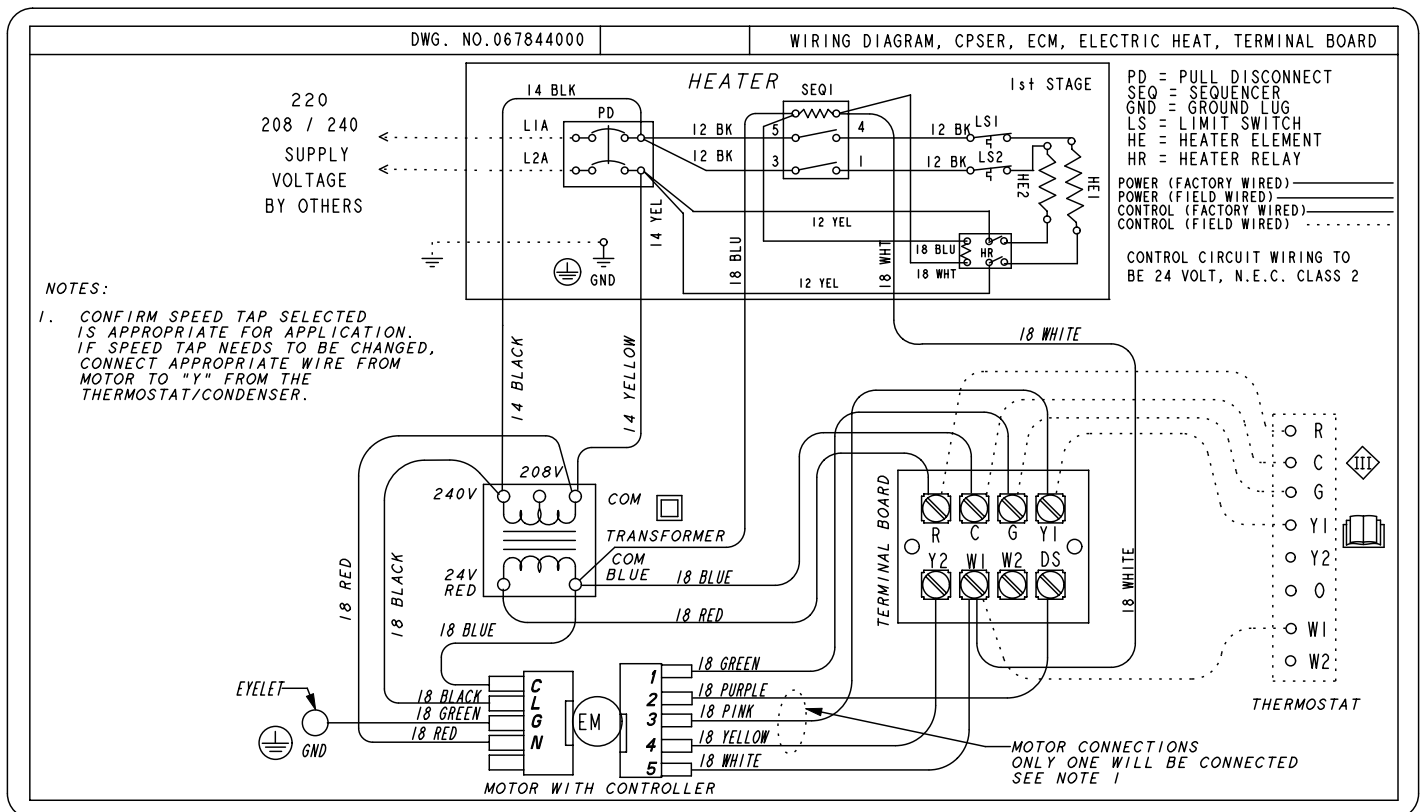 DWG. NO.067844000
WIRING DIAGRAM, CPSER, ECM, ELECTRIC HEAT, TERMINAL BOARD
220
208 / 240
SUPPLY
VOLTAGE
BY OTHERS
HEATER
1st STAGE
14 BLK
PD
L1A
L2A
12 BK
12 BK
SEQ1
5
4
3
1
12 BK
LS1
12 BK
LS2
HE2
HE1
14 YEL
12 YEL
18 BLU
18 WHT
18 BLU
HR
18 WHT
12 YEL
GND
PD = PULL DISCONNECT
SEQ = SEQUENCER
GND = GROUND LUG
LS = LIMIT SWITCH
HE = HEATER ELEMENT
HR = HEATER RELAY
POWER (FACTORY WIRED)
POWER (FIELD WIRED)
CONTROL (FACTORY WIRED)
CONTROL (FIELD WIRED)
CONTROL CIRCUIT WIRING TO
BE 24 VOLT, N.E.C. CLASS 2
NOTES:
1. CONFIRM SPEED TAP SELECTED
IS APPROPRIATE FOR APPLICATION.
IF SPEED TAP NEEDS TO BE CHANGED,
CONNECT APPROPRIATE WIRE FROM
MOTOR TO "Y" FROM THE
THERMOSTAT/CONDENSER.
14 BLACK
14 YELLOW
18 WHITE
208V
240V
COM
TRANSFORMER
24V
RED
COM
BLUE
18 BLUE
18 RED
18 BLUE
18 RED
18 BLACK
TERMINAL BOARD
R
C
G
Y1
Y2
W1
W2
DS
18 WHITE
R
C
G
Y1
Y2
O
W1
W2
THERMOSTAT
III
EYELET
GND
18 BLACK
18 GREEN
18 RED
C
L
G
N
EM
1
2
3
4
5
18 GREEN
18 PURPLE
18 PINK
18 YELLOW
18 WHITE
MOTOR WITH CONTROLLER
MOTOR CONNECTIONS
ONLY ONE WILL BE CONNECTED
SEE NOTE 1